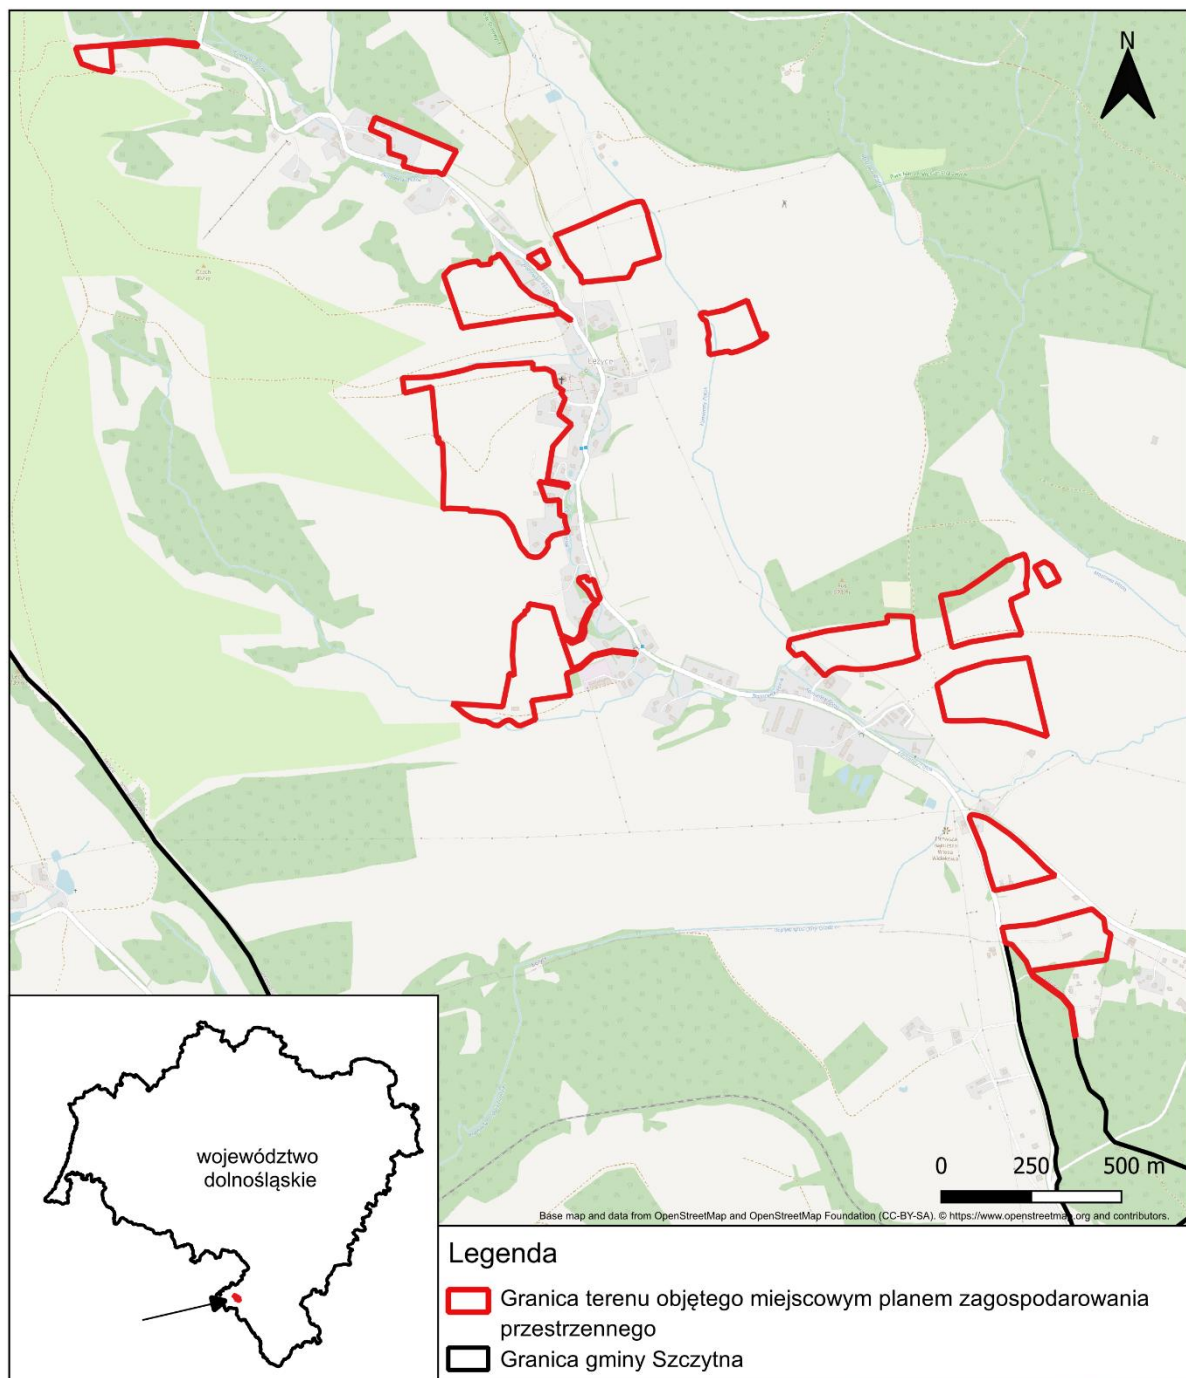 N
Łężyce
0 250 500 m
Base map and data from OpenStreetMap and OpenStreetMap Foundation (CC-BY-SA). © https://www.openstreetmap.org and contributors.
województwo
dolnośląskie
Legenda
Granica terenu objętego miejscowym planem zagospodarowania
przestrzennego
Granica gminy Szczytna